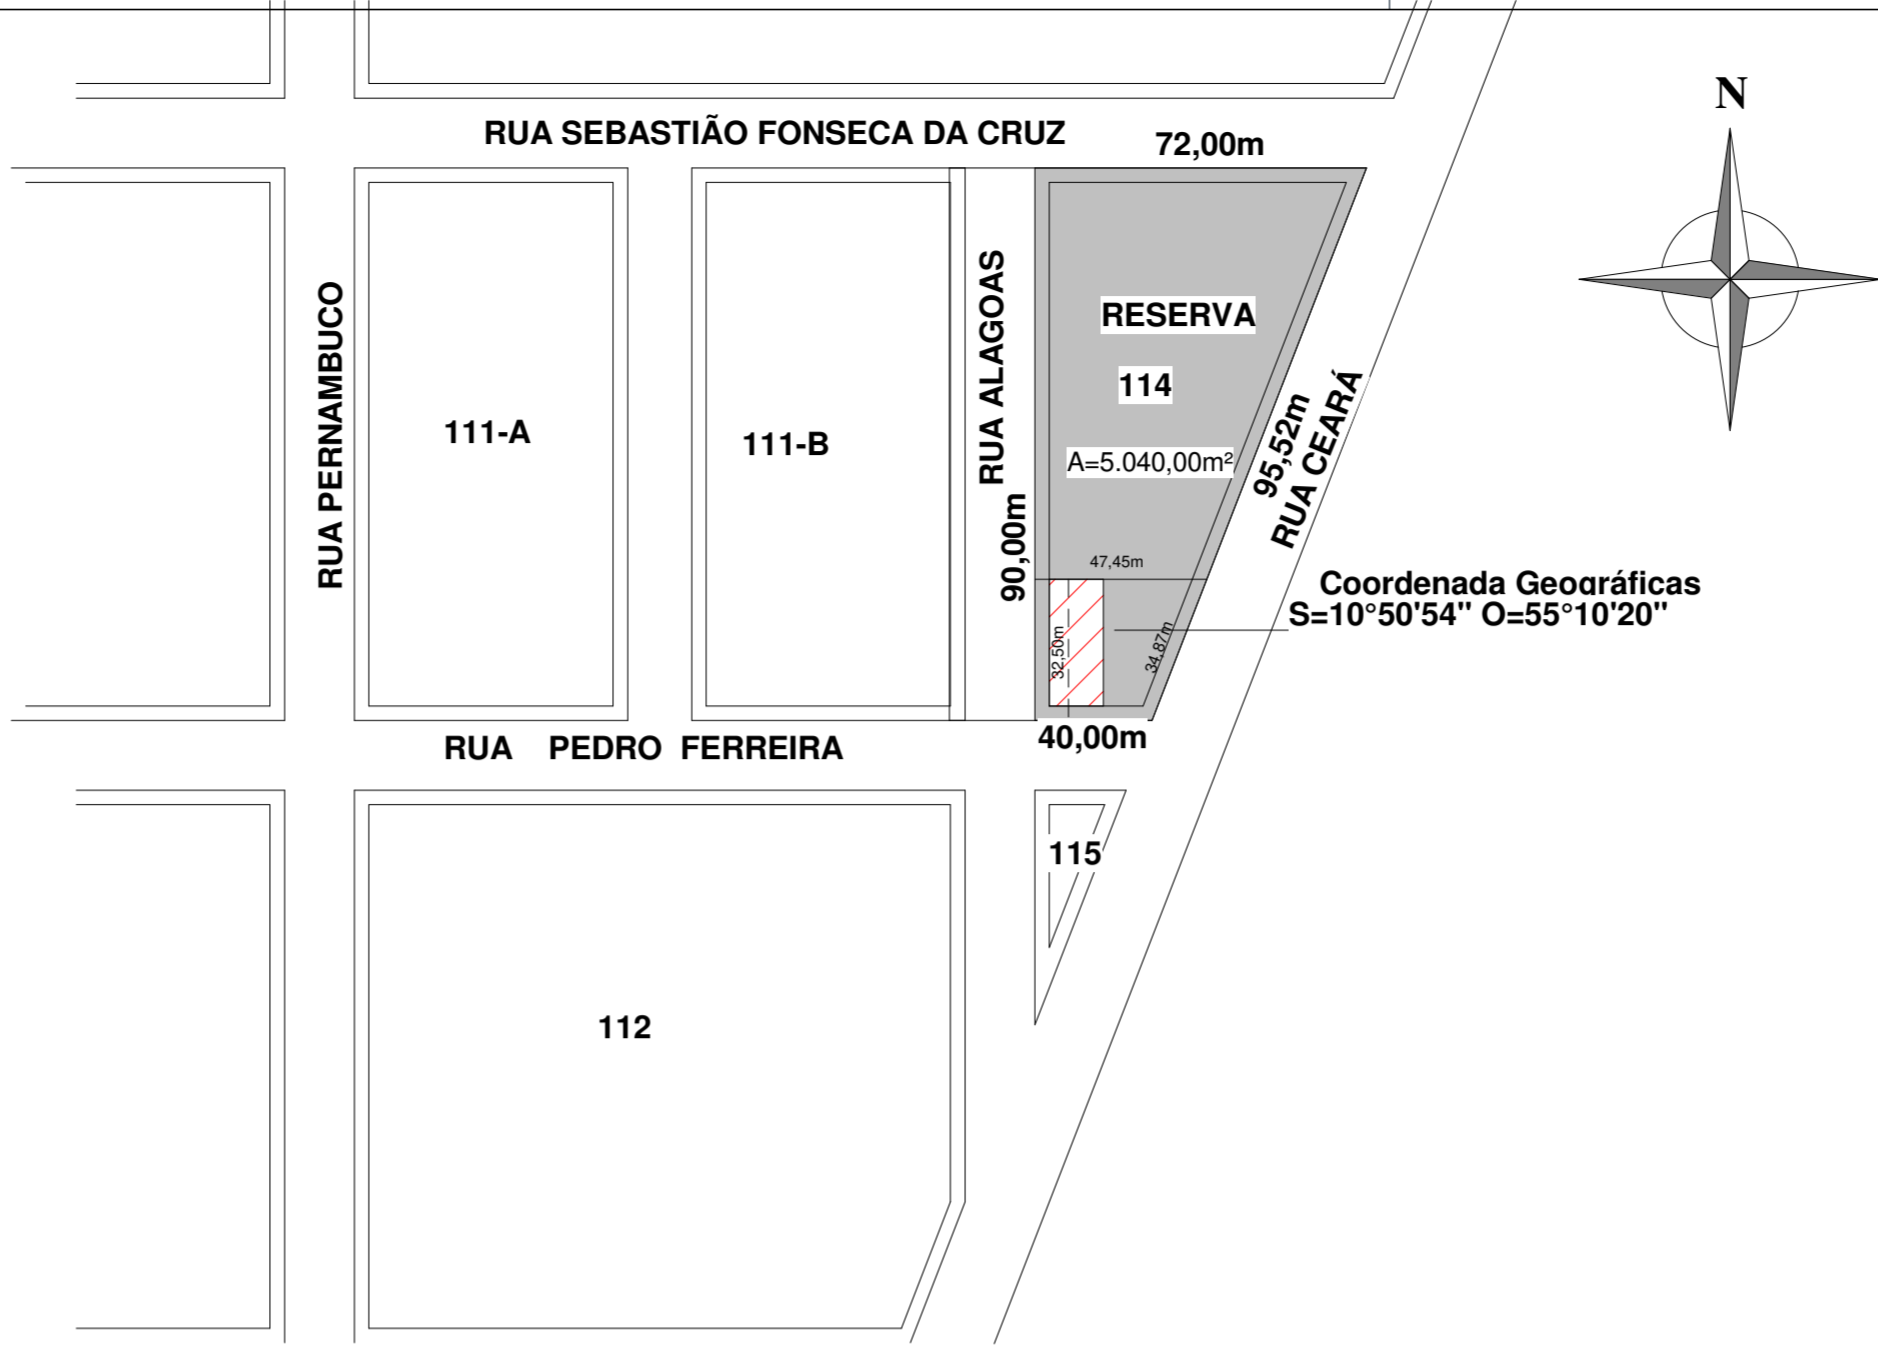 N
RUA SEBASTIÃO FONSECA DA CRUZ
72,00m
RUA PERNAMBUCO
111-A
111-B
RUA ALAGOAS
90,00m
RESERVA
114
A=5.040,00m²
95,52m
RUA CEARÁ
47,45m
32,50m
34,87m
Coordenada Geográficas
S=10°50'54" O=55°10'20"
40,00m
RUA PEDRO FERREIRA
115
112